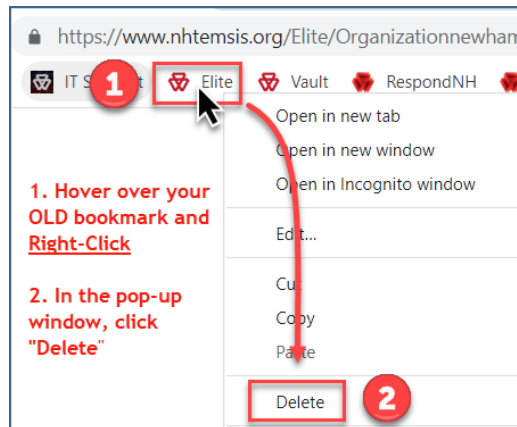 https://www.nhtemsis.org/Elite/Organizationnewham
IT S t 1 Elite Vault RespondNH
Open in new tab
Open in new window
Open in Incognito window
1. Hover over your
OLD bookmark and
Right-Click
Edit...
2. In the pop-up
window, click
"Delete"
Cut
Copy
Paste
Delete 2